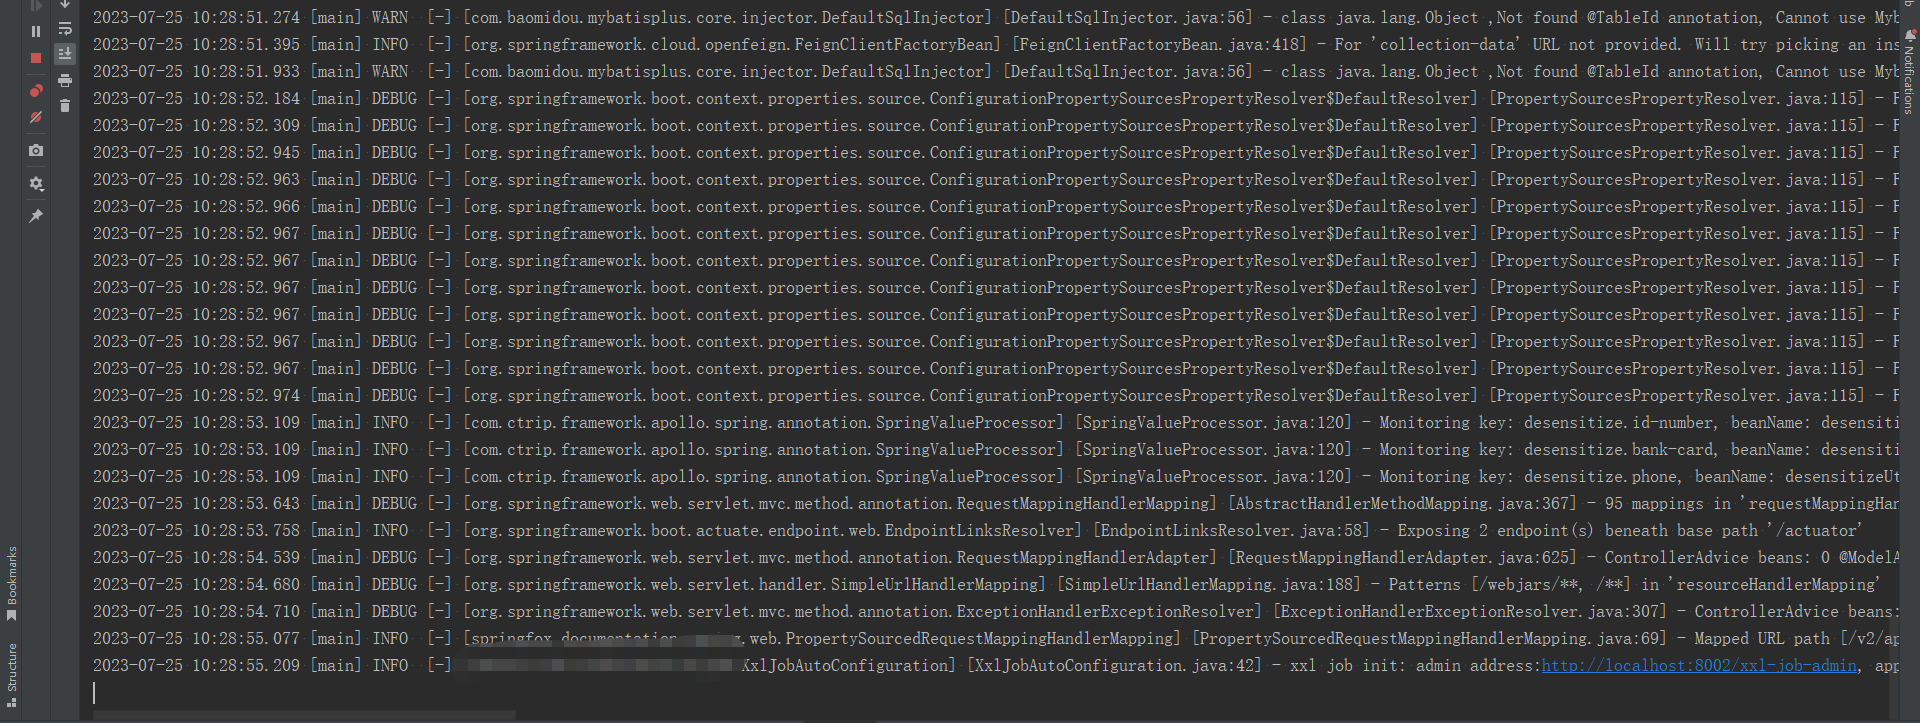 2023-07-25 10:28:51.274 [main] WARN  [-] [com.baomidou.mybatisplus.core.injector.DefaultSqlInjector] [DefaultSqlInjector.java:56] - class java.lang.Object ,Not found @TableId annotation, Cannot use Myb
2023-07-25 10:28:51.395 [main] INFO  [-] [org.springframework.cloud.openfeign.FeignClientFactoryBean] [FeignClientFactoryBean.java:418] - For 'collection-data' URL not provided. Will try picking an ins
2023-07-25 10:28:51.933 [main] WARN  [-] [com.baomidou.mybatisplus.core.injector.DefaultSqlInjector] [DefaultSqlInjector.java:56] - class java.lang.Object ,Not found @TableId annotation, Cannot use Myb
2023-07-25 10:28:52.184 [main] DEBUG [-] [org.springframework.boot.context.properties.source.ConfigurationPropertySourcesPropertyResolver$DefaultResolver] [PropertySourcesPropertyResolver.java:115] - F
2023-07-25 10:28:52.309 [main] DEBUG [-] [org.springframework.boot.context.properties.source.ConfigurationPropertySourcesPropertyResolver$DefaultResolver] [PropertySourcesPropertyResolver.java:115] - F
2023-07-25 10:28:52.945 [main] DEBUG [-] [org.springframework.boot.context.properties.source.ConfigurationPropertySourcesPropertyResolver$DefaultResolver] [PropertySourcesPropertyResolver.java:115] - F
2023-07-25 10:28:52.963 [main] DEBUG [-] [org.springframework.boot.context.properties.source.ConfigurationPropertySourcesPropertyResolver$DefaultResolver] [PropertySourcesPropertyResolver.java:115] - F
2023-07-25 10:28:52.966 [main] DEBUG [-] [org.springframework.boot.context.properties.source.ConfigurationPropertySourcesPropertyResolver$DefaultResolver] [PropertySourcesPropertyResolver.java:115] - F
2023-07-25 10:28:52.967 [main] DEBUG [-] [org.springframework.boot.context.properties.source.ConfigurationPropertySourcesPropertyResolver$DefaultResolver] [PropertySourcesPropertyResolver.java:115] - F
2023-07-25 10:28:52.967 [main] DEBUG [-] [org.springframework.boot.context.properties.source.ConfigurationPropertySourcesPropertyResolver$DefaultResolver] [PropertySourcesPropertyResolver.java:115] - F
2023-07-25 10:28:52.967 [main] DEBUG [-] [org.springframework.boot.context.properties.source.ConfigurationPropertySourcesPropertyResolver$DefaultResolver] [PropertySourcesPropertyResolver.java:115] - F
2023-07-25 10:28:52.967 [main] DEBUG [-] [org.springframework.boot.context.properties.source.ConfigurationPropertySourcesPropertyResolver$DefaultResolver] [PropertySourcesPropertyResolver.java:115] - F
2023-07-25 10:28:52.967 [main] DEBUG [-] [org.springframework.boot.context.properties.source.ConfigurationPropertySourcesPropertyResolver$DefaultResolver] [PropertySourcesPropertyResolver.java:115] - F
2023-07-25 10:28:52.967 [main] DEBUG [-] [org.springframework.boot.context.properties.source.ConfigurationPropertySourcesPropertyResolver$DefaultResolver] [PropertySourcesPropertyResolver.java:115] - F
2023-07-25 10:28:52.974 [main] DEBUG [-] [org.springframework.boot.context.properties.source.ConfigurationPropertySourcesPropertyResolver$DefaultResolver] [PropertySourcesPropertyResolver.java:115] - F
2023-07-25 10:28:53.109 [main] INFO  [-] [com.ctrip.framework.apollo.spring.annotation.SpringValueProcessor] [SpringValueProcessor.java:120] - Monitoring key: desensitize.id-number, beanName: desensiti
2023-07-25 10:28:53.109 [main] INFO  [-] [com.ctrip.framework.apollo.spring.annotation.SpringValueProcessor] [SpringValueProcessor.java:120] - Monitoring key: desensitize.bank-card, beanName: desensiti
2023-07-25 10:28:53.109 [main] INFO  [-] [com.ctrip.framework.apollo.spring.annotation.SpringValueProcessor] [SpringValueProcessor.java:120] - Monitoring key: desensitize.phone, beanName: desensitizeUt
2023-07-25 10:28:53.643 [main] DEBUG [-] [org.springframework.web.servlet.mvc.method.annotation.RequestMappingHandlerMapping] [AbstractHandlerMethodMapping.java:367] - 95 mappings in 'requestMappingHan
2023-07-25 10:28:53.758 [main] INFO  [-] [org.springframework.boot.actuate.endpoint.web.EndpointLinksResolver] [EndpointLinksResolver.java:58] - Exposing 2 endpoint(s) beneath base path '/actuator'
2023-07-25 10:28:54.539 [main] DEBUG [-] [org.springframework.web.servlet.mvc.method.annotation.RequestMappingHandlerAdapter] [RequestMappingHandlerAdapter.java:625] - ControllerAdvice beans: 0 @ModelA
2023-07-25 10:28:54.680 [main] DEBUG [-] [org.springframework.web.servlet.handler.SimpleUrlHandlerMapping] [SimpleUrlHandlerMapping.java:188] - Patterns [/webjars/**, /**] in 'resourceHandlerMapping'
2023-07-25 10:28:54.710 [main] DEBUG [-] [org.springframework.web.servlet.mvc.method.annotation.ExceptionHandlerExceptionResolver] [ExceptionHandlerExceptionResolver.java:307] - ControllerAdvice beans:
2023-07-25 10:28:55.077 [main] INFO  [-] [springfox.documentation. .web.PropertySourcedRequestMappingHandlerMapping] [PropertySourcedRequestMappingHandlerMapping.java:69] - Mapped URL path [/v2/ap
2023-07-25 10:28:55.209 [main] INFO  [-] XxlJobAutoConfiguration] [XxlJobAutoConfiguration.java:42] - xxl job init: admin address:http://localhost:8002/xxl-job-admin, app
Bookmarks
Structure
Notifications